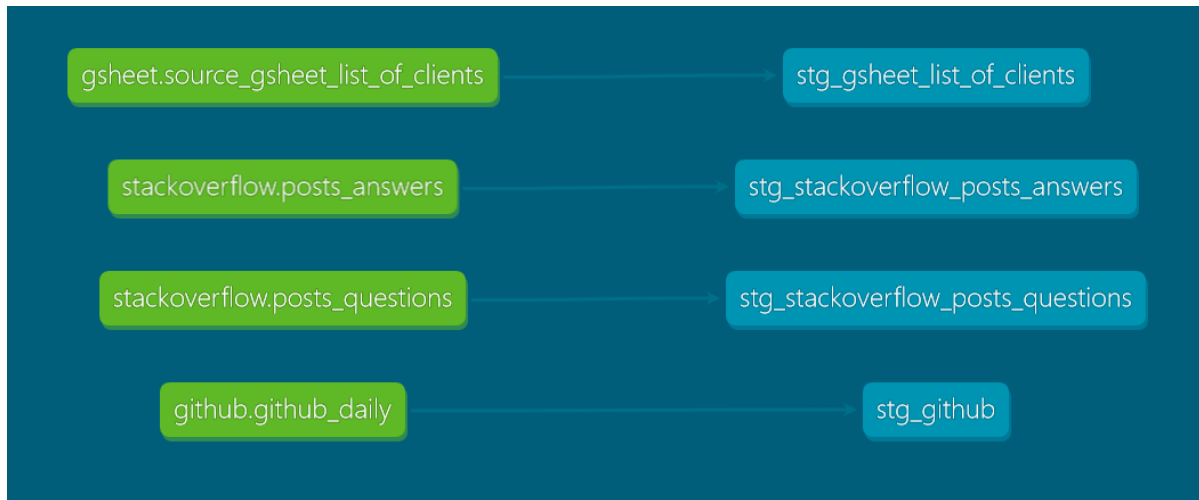 gsheet.source_gsheet_list_of_clients
stg_gsheet_list_of_clients
stackoverflow.posts_answers
stg_stackoverflow_posts_answers
stackoverflow.posts_questions
stg_stackoverflow_posts_questions
github.github_daily
stg_github